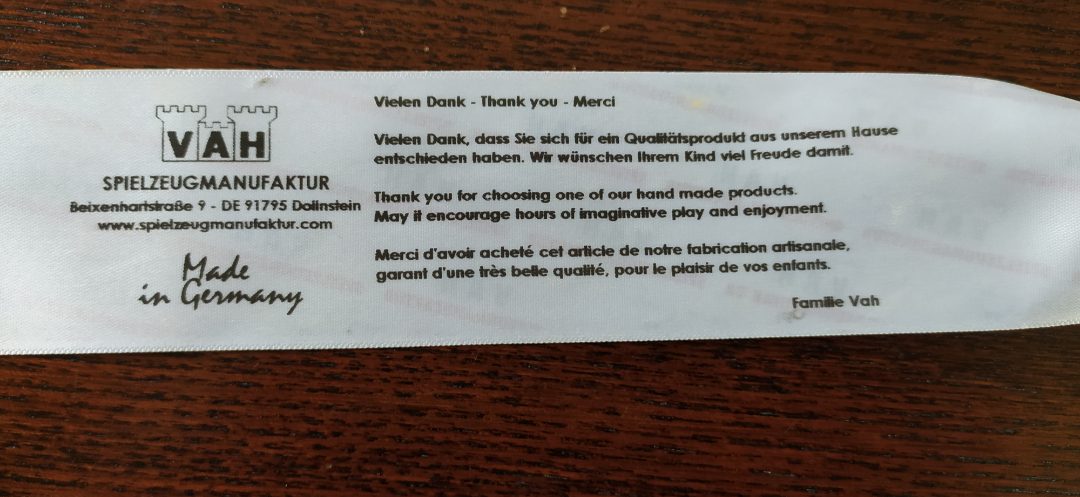 VAH
SPIELZEUGMANUFAKTUR
Beixenhartstraße 9 - DE 91795 Dollnstein
www.spielzeugmanufaktur.com
Made
in Germany
Vielen Dank - Thank you - Merci
Vielen Dank, dass Sie sich für ein Qualitätsprodukt aus unserem Hause
entschieden haben. Wir wünschen Ihrem Kind viel Freude damit.
Thank you for choosing one of our hand made products.
May it encourage hours of imaginative play and enjoyment.
Merci d'avoir acheté cet article de notre fabrication artisanale,
garant d'une très belle qualité, pour le plaisir de vos enfants.
Familie Vah